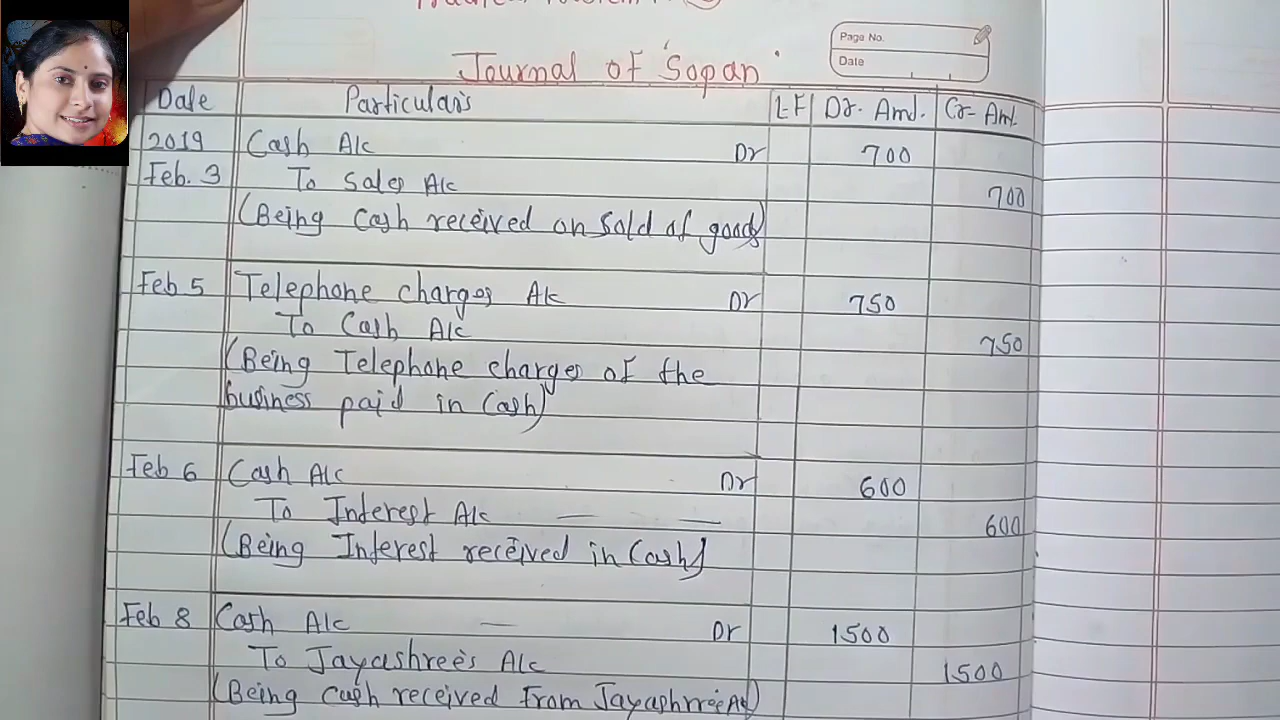 Journal of 'Sopan'
Page No.
Date
Date Particulars LF Dr. Amt. Cr- Amt.
2019 Cash A/c Dr 700
Feb. 3 To Sales A/c 700
(Being Cash received on Sold of goods)
Feb 5 Telephone charges A/c Dr 750
To Cash A/c 750
(Being Telephone charges of the
business paid in Cash)
Feb 6 Cash A/c Dr 600
To Interest A/c 600
(Being Interest received in Cash)
Feb 8 Cash A/c Dr 1500
To Jayashree's A/c 1500
(Being cash received from